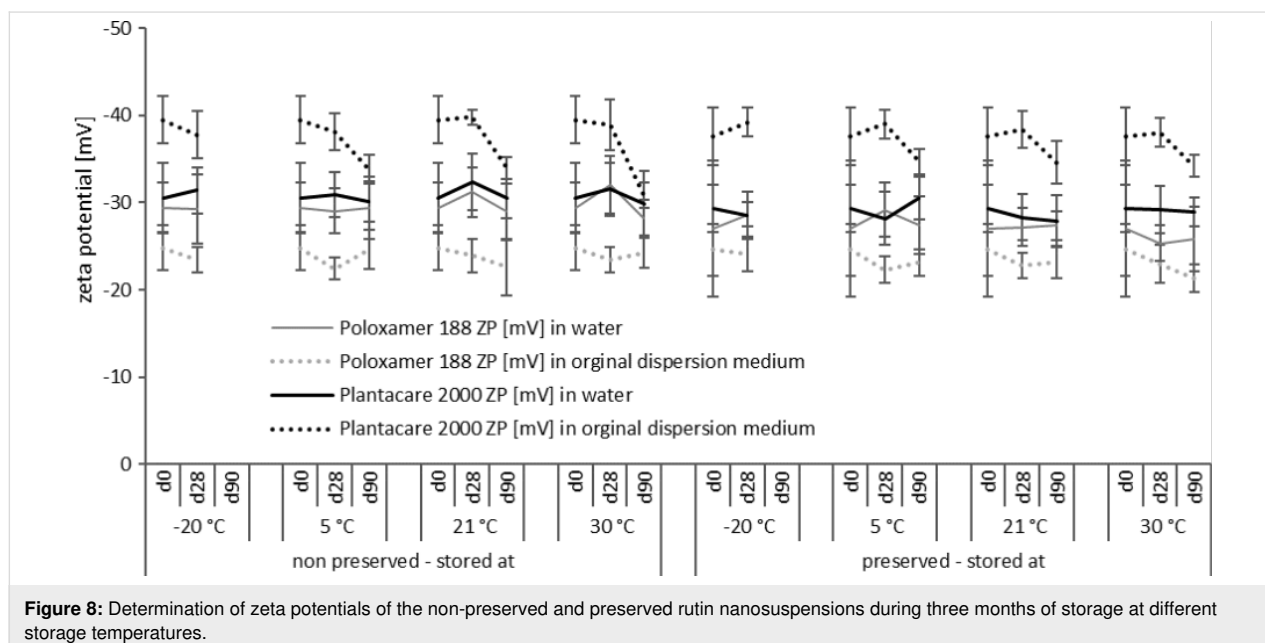 -50
-40
-30
-20
-10
0
zeta potential [mV]
Poloxamer 188 ZP [mV] in water
Poloxamer 188 ZP [mV] in orginal dispersion medium
Plantacare 2000 ZP [mV] in water
Plantacare 2000 ZP [mV] in orginal dispersion medium
d0 d28 d90 d0 d28 d90 d0 d28 d90 d0 d28 d90 d0 d28 d90 d0 d28 d90 d0 d28 d90 d0 d28 d90
-20 °C 5 °C 21 °C 30 °C -20 °C 5 °C 21 °C 30 °C
non preserved - stored at preserved - stored at
Figure 8: Determination of zeta potentials of the non-preserved and preserved rutin nanosuspensions during three months of storage at different
storage temperatures.